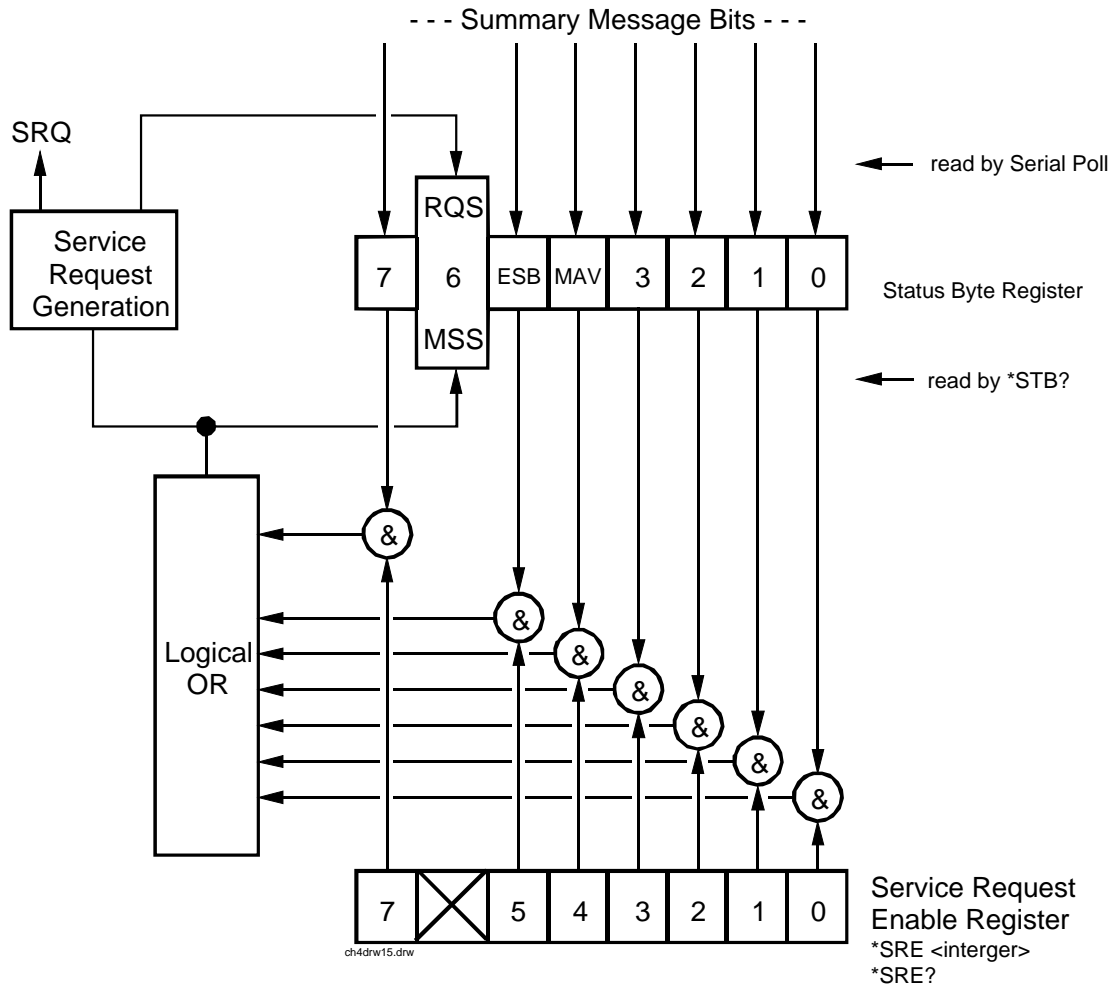 - - - Summary Message Bits - - -
SRQ
read by Serial Poll
RQS
Service
Request
Generation
7 6 ESB MAV 3 2 1 0
Status Byte Register
MSS
read by *STB?
&
&
Logical
OR
&
&
&
&
&
7 5 4 3 2 1 0
Service Request
Enable Register
*SRE <interger>
*SRE?
ch4drw15.drw